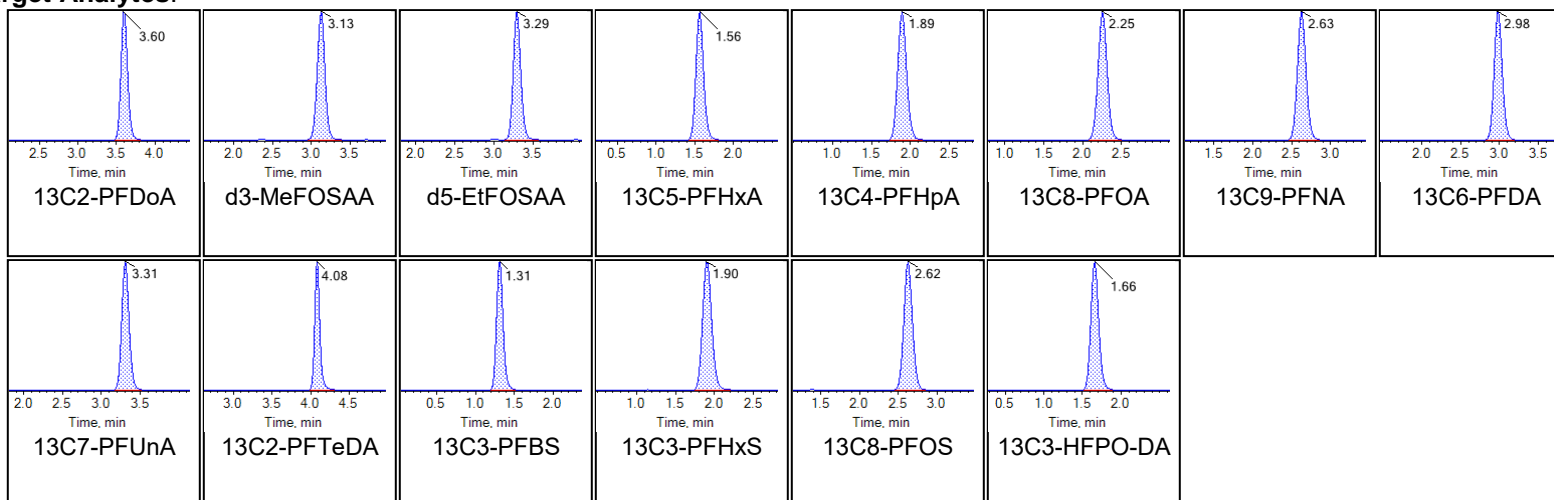 rget Analytes:
3.60 3.13 3.29 1.56 1.89 2.25 2.63 2.98
2.5 3.0 3.5 4.0 2.0 2.5 3.0 3.5 2.0 2.5 3.0 3.5 0.5 1.0 1.5 2.0 1.0 1.5 2.0 2.5 1.0 1.5 2.0 2.5 1.5 2.0 2.5 3.0 2.0 2.5 3.0 3.5
Time, min Time, min Time, min Time, min Time, min Time, min Time, min Time, min
13C2-PFDoA d3-MeFOSAA d5-EtFOSAA 13C5-PFHxA 13C4-PFHpA 13C8-PFOA 13C9-PFNA 13C6-PFDA
3.31 4.08 1.31 1.90 2.62 1.66
2.0 2.5 3.0 3.5 3.0 3.5 4.0 4.5 0.5 1.0 1.5 2.0 1.0 1.5 2.0 2.5 1.5 2.0 2.5 3.0 0.5 1.0 1.5 2.0
Time, min Time, min Time, min Time, min Time, min Time, min
13C7-PFUnA 13C2-PFTeDA 13C3-PFBS 13C3-PFHxS 13C8-PFOS 13C3-HFPO-DA